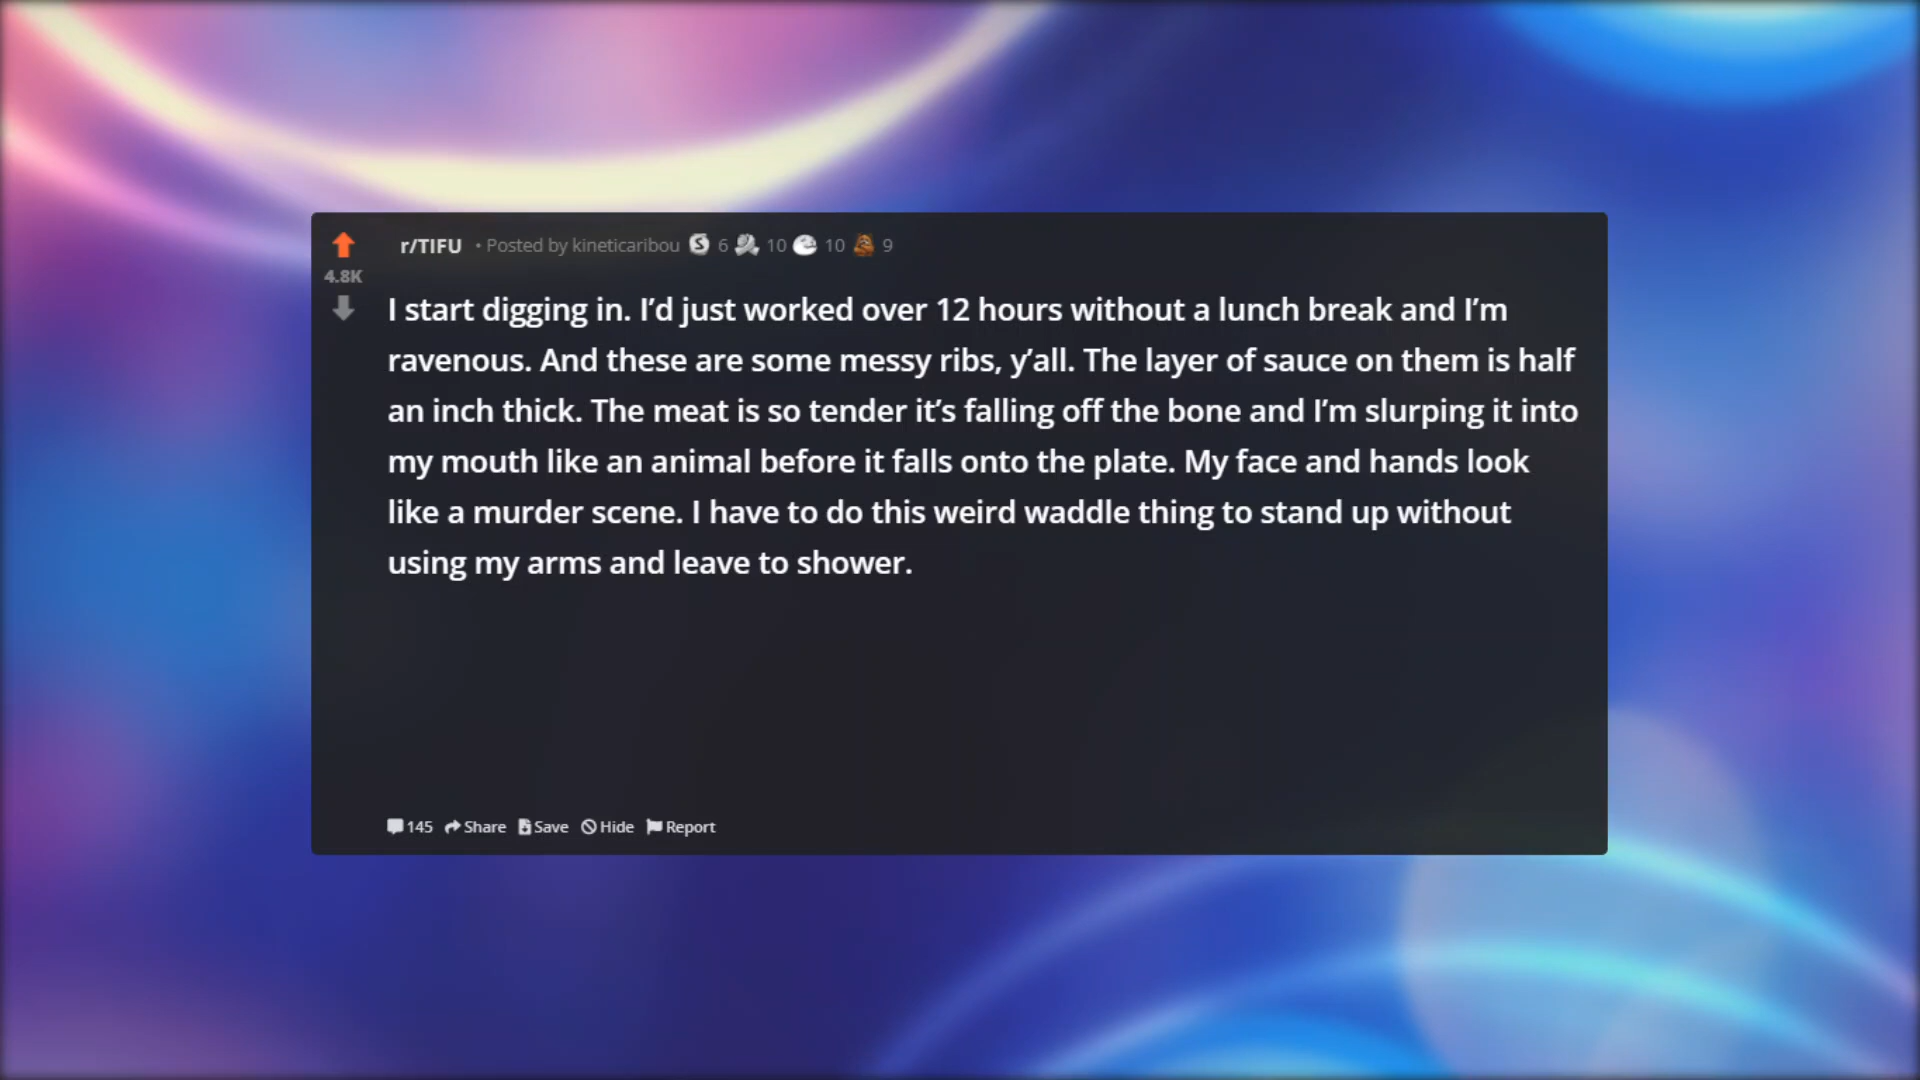 r/TIFU • Posted by kineticaribou 6 10 10 9
4.8K
I start digging in. I’d just worked over 12 hours without a lunch break and I’m
ravenous. And these are some messy ribs, y’all. The layer of sauce on them is half
an inch thick. The meat is so tender it’s falling off the bone and I’m slurping it into
my mouth like an animal before it falls onto the plate. My face and hands look
like a murder scene. I have to do this weird waddle thing to stand up without
using my arms and leave to shower.
145 Share Save Hide Report